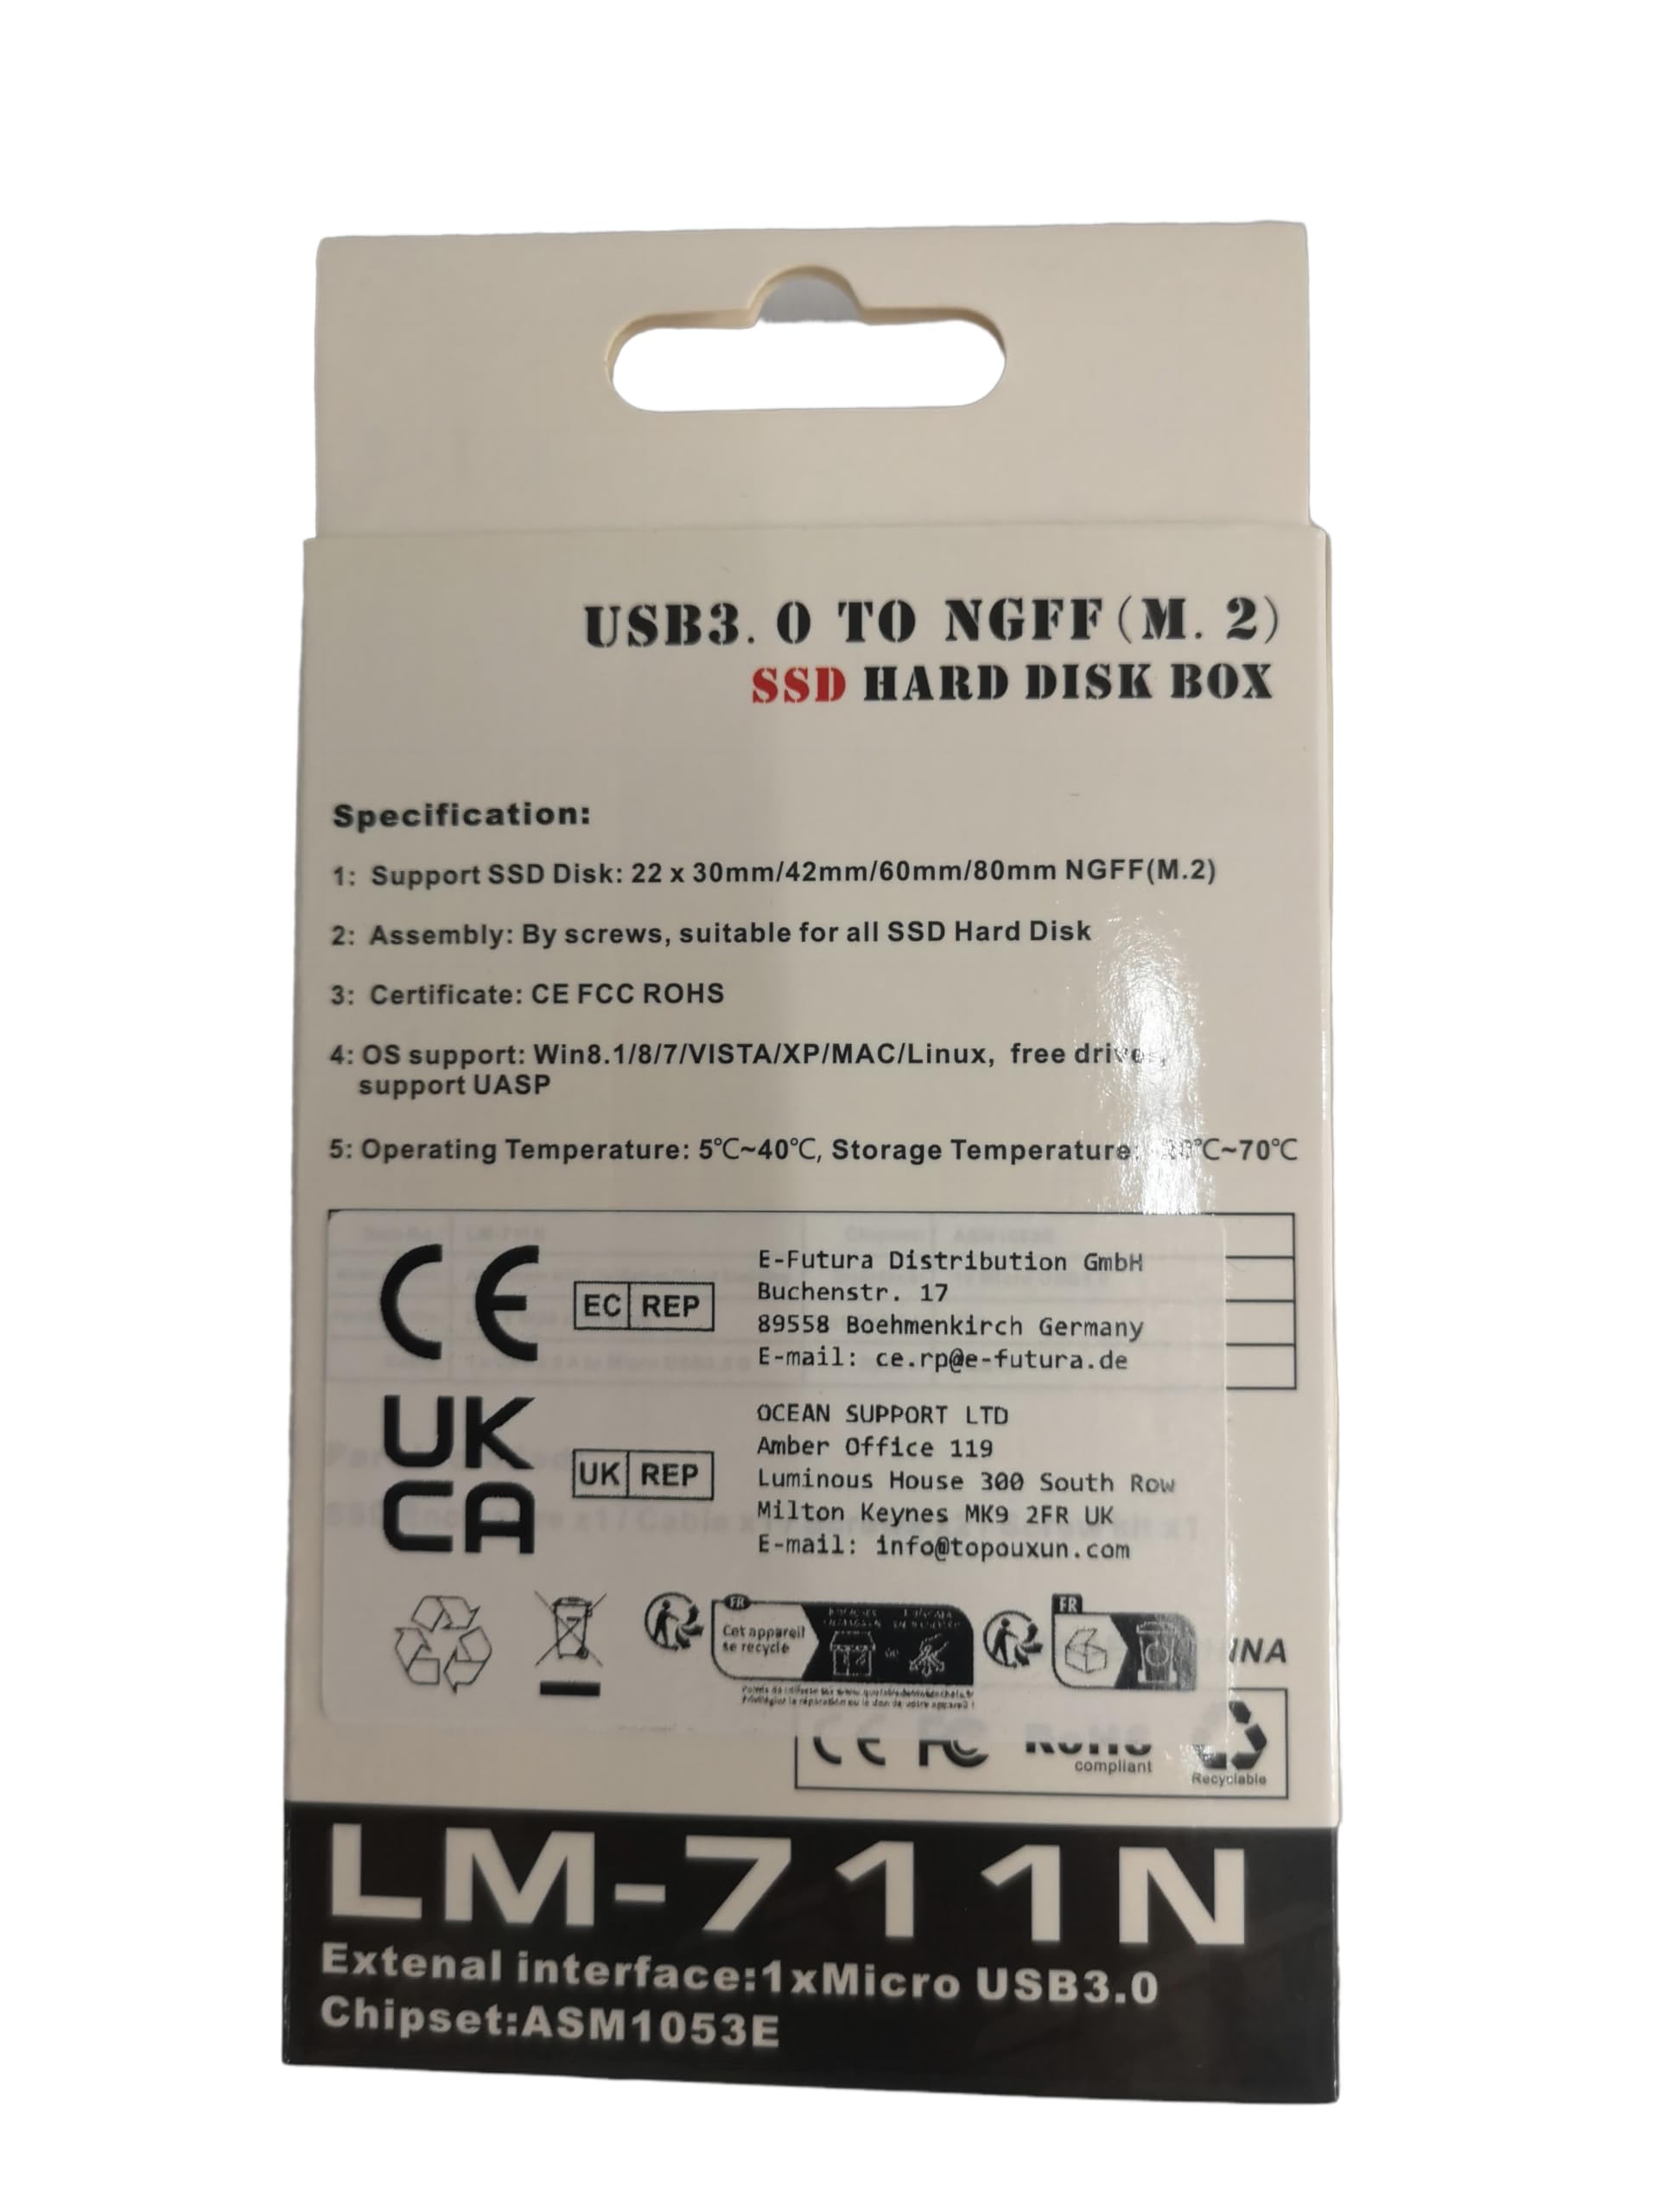 USB3.0 TO NGFF(M.2)
SSD HARD DISK BOX
Specification:
1: Support SSD Disk: 22 x 30mm/42mm/60mm/80mm NGFF(M.2)
2: Assembly: By screws, suitable for all SSD Hard Disk
3: Certificate: CE FCC ROHS
4: OS support: Win8.1/8/7/VISTA/XP/MAC/Linux, free driver,
support UASP
5: Operating Temperature: 5℃~40℃, Storage Temperature: ℃~70℃
CE
EC REP
E-Futura Distribution GmbH
Buchenstr. 17
89558 Boehmenkirch Germany
E-mail: ce.rp@e-futura.de
UK
CA
UK REP
OCEAN SUPPORT LTD
Amber Office 119
Luminous House 300 South Row
Milton Keynes MK9 2FR UK
E-mail: info@topouxun.com
FR
Cet appareil
se recycle
FR
INA
CE FC RoHS
compliant
Recyclable
LM-711N
Extenal interface:1xMicro USB3.0
Chipset:ASM1053E